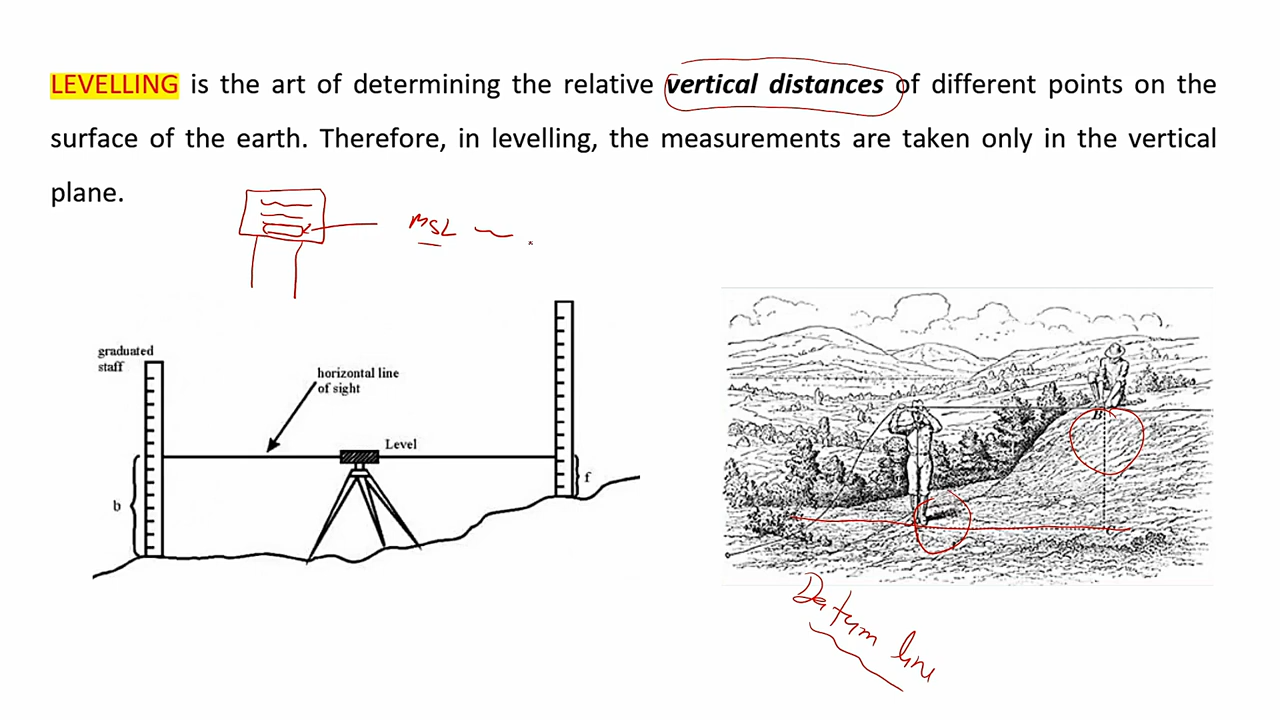 LEVELLING is the art of determining the relative vertical distances of different points on the
surface of the earth. Therefore, in levelling, the measurements are taken only in the vertical
plane.
MSL
graduated
staff
horizontal line
of sight
Level
b
f
B
Datum line